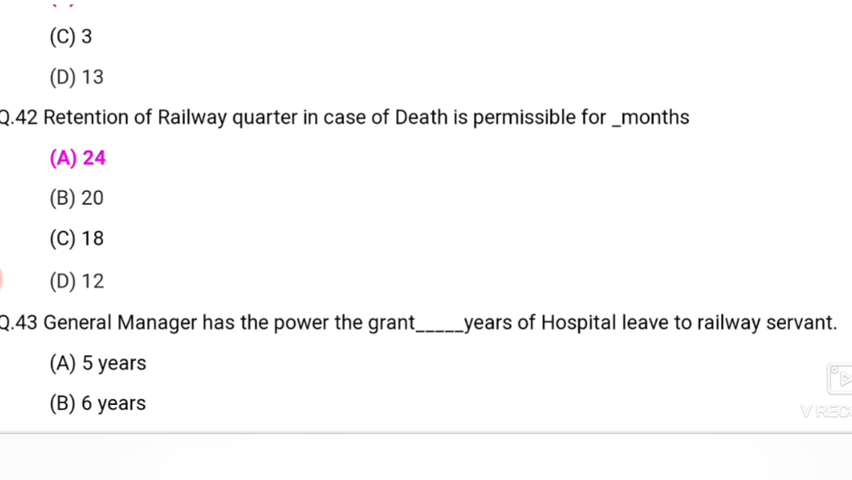 (C) 3
(D) 13
Q.42 Retention of Railway quarter in case of Death is permissible for _months
(A) 24
(B) 20
(C) 18
(D) 12
Q.43 General Manager has the power the grant_____years of Hospital leave to railway servant.
(A) 5 years
(B) 6 years